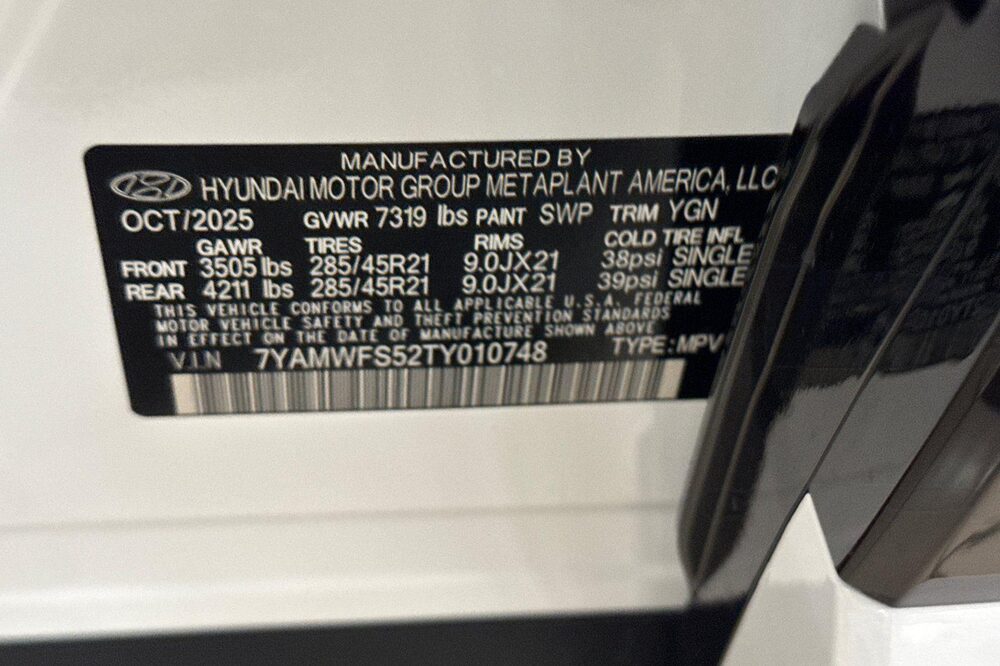 MANUFACTURED BY
HYUNDAI MOTOR GROUP METAPLANT AMERICA, LLC
OCT/2025 GVWR 7319 lbs PAINT SWP TRIM YGN
GAWR TIRES RIMS COLD TIRE INFL
FRONT 3505 lbs 285/45R21 9.0JX21 38psi SINGLE
REAR 4211 lbs 285/45R21 9.0JX21 39psi SINGLE
THIS VEHICLE CONFORMS TO ALL APPLICABLE U.S.A. FEDERAL
MOTOR VEHICLE SAFETY AND THEFT PREVENTION STANDARDS
IN EFFECT ON THE DATE OF MANUFACTURE SHOWN ABOVE
V.I.N 7YAMWFS52TY010748 TYPE:MPV